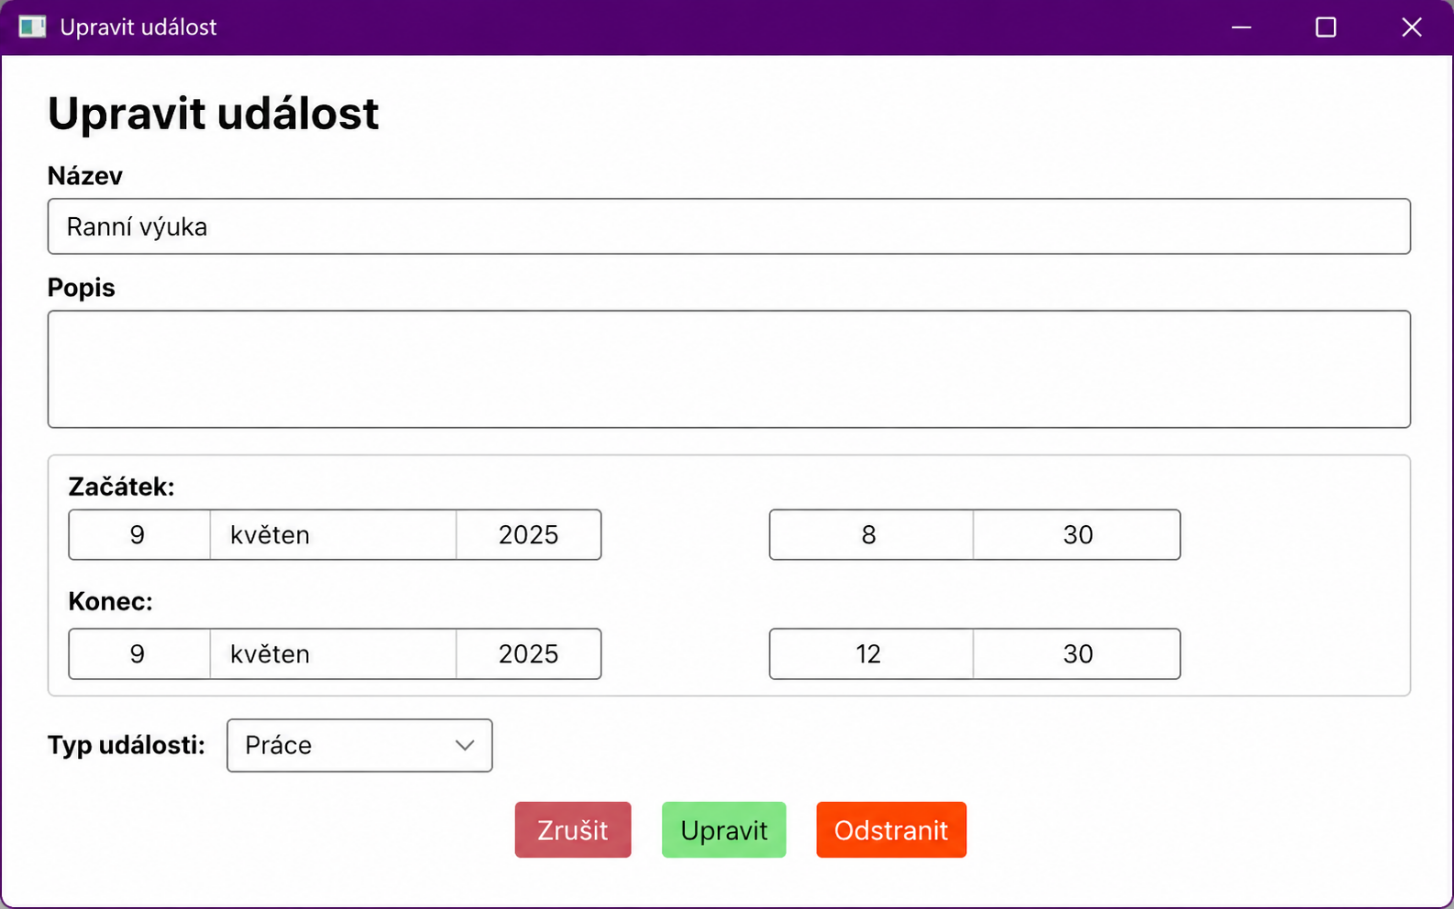 Upravit událost
Upravit událost
Název
Ranní výuka
Popis
Začátek:
9 květen 2025 8 30
Konec:
9 květen 2025 12 30
Typ události: Práce
Zrušit Upravit Odstranit